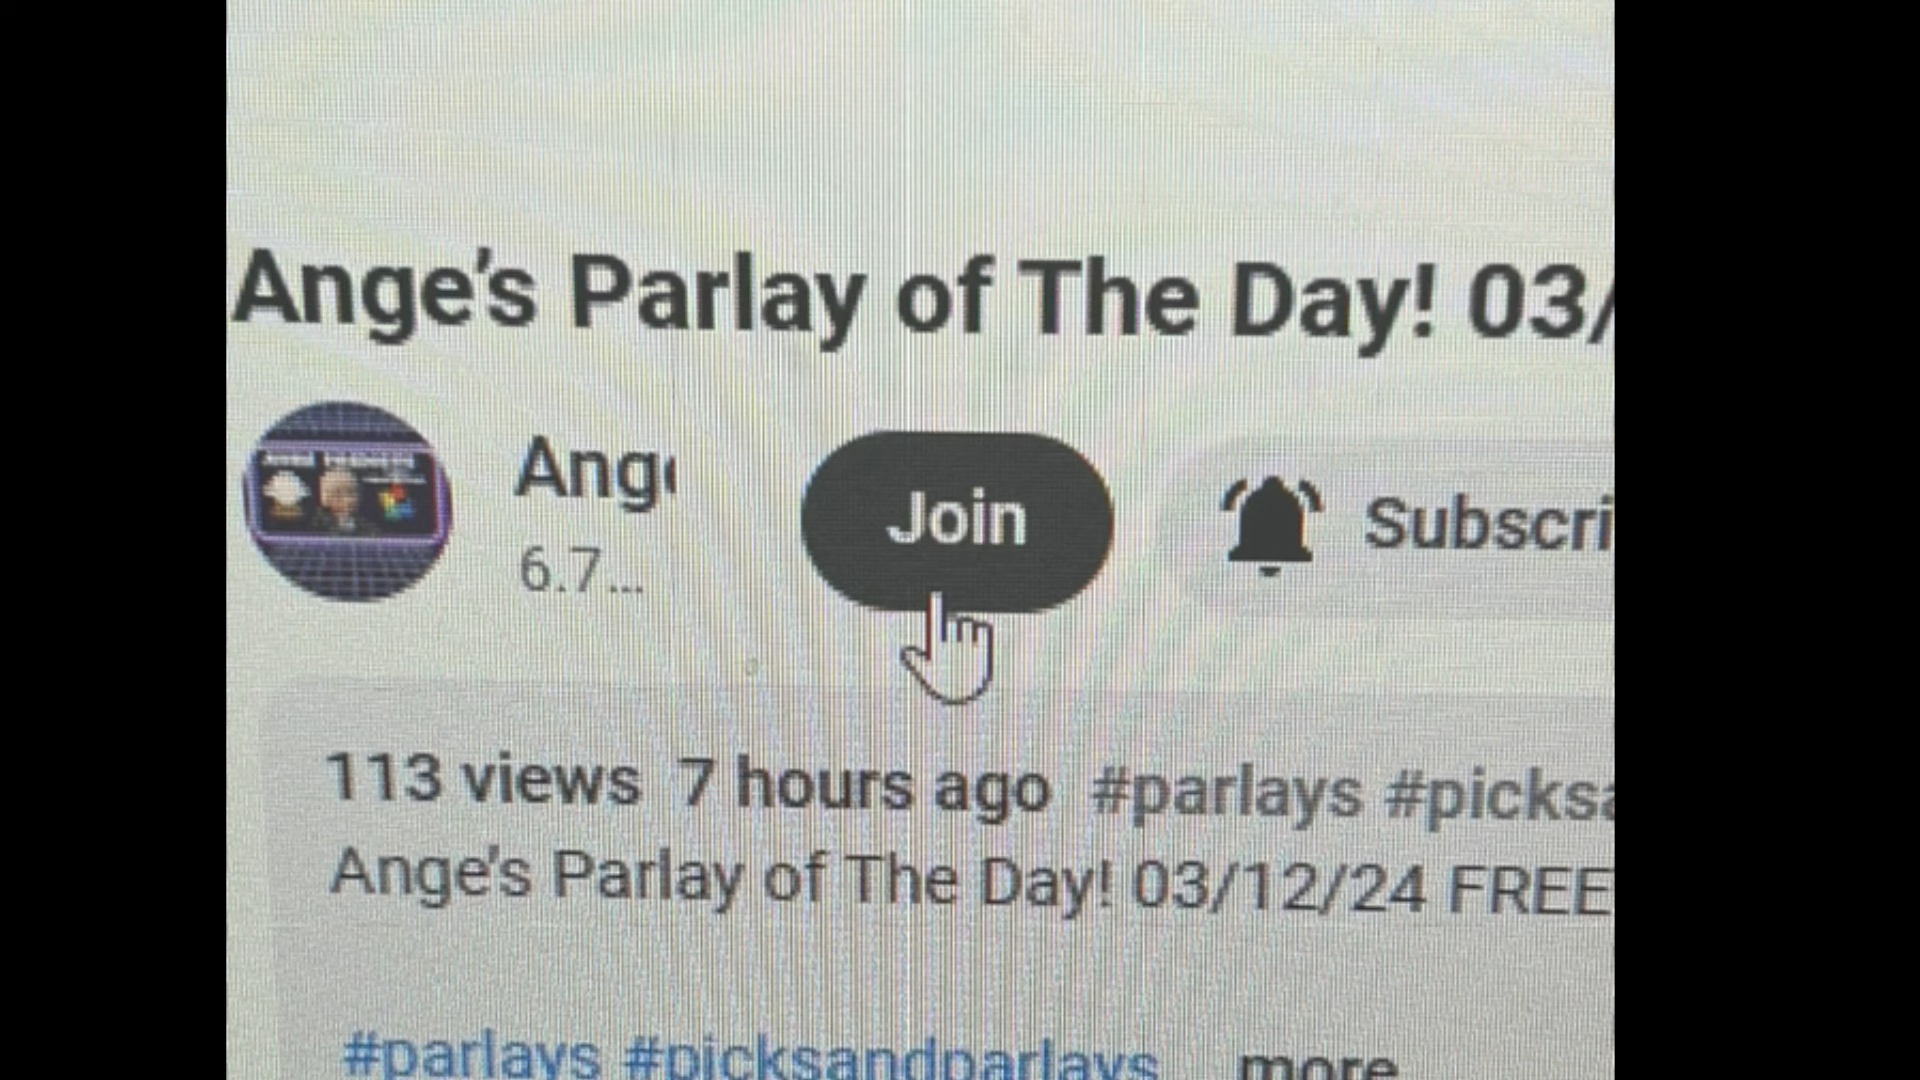 Ange's Parlay of The Day! 03/
Ang
6.7...
Join
Subscri
113 views 7 hours ago #parlays #picksa
Ange's Parlay of The Day! 03/12/24 FREE
#parlays #picksandparlays more